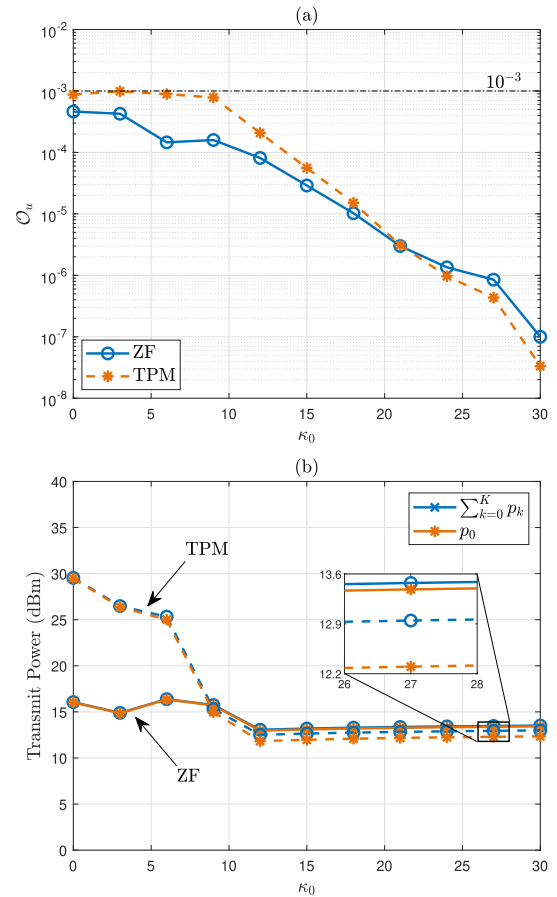 (a)
10^-2
10^-3
10^-3
10^-4
10^-5
10^-6
10^-7
10^-8
𝒪_u
ZF
TPM
0 5 10 15 20 25 30
κ_0
(b)
40
35
30
25
20
15
10
5
0
Transmit Power (dBm)
∑_{k=0}^{K} p_k
p_0
TPM
ZF
13.6
12.9
12.2
26 27 28
0 5 10 15 20 25 30
κ_0